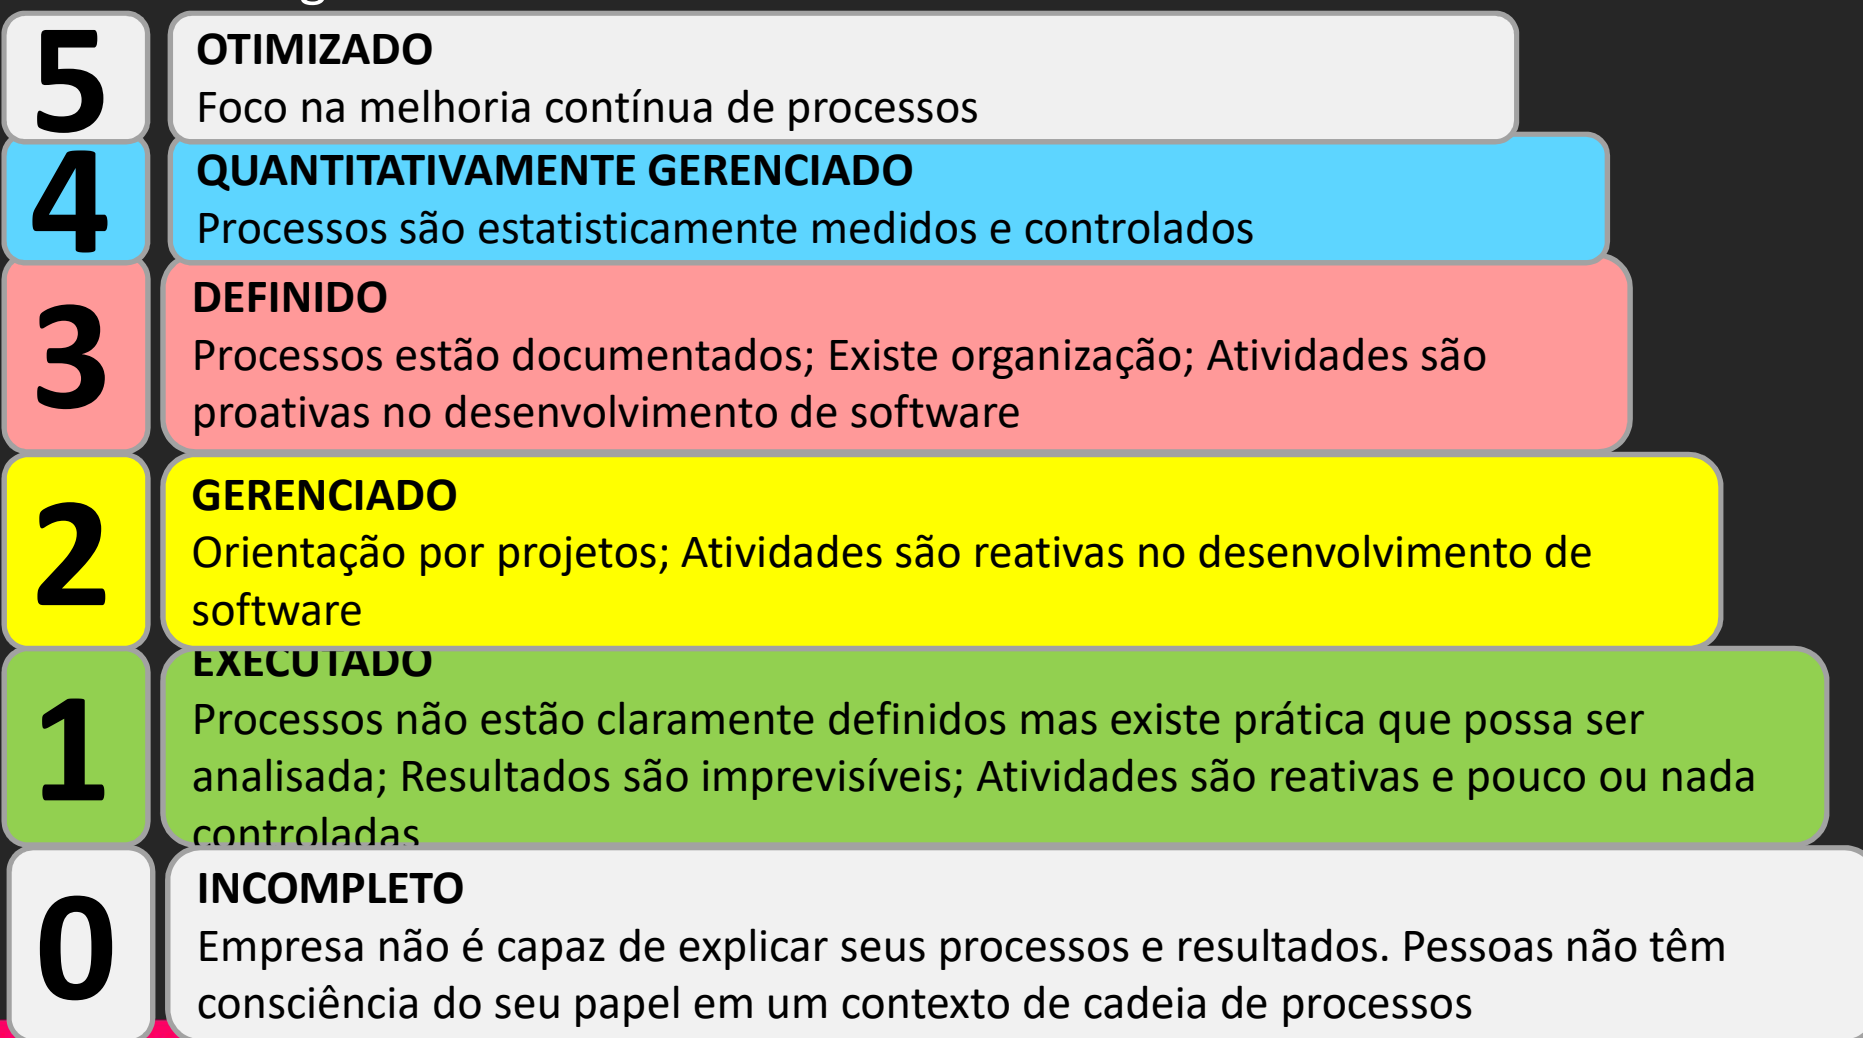 5
OTIMIZADO
Foco na melhoria contínua de processos
4
QUANTITATIVAMENTE GERENCIADO
Processos são estatisticamente medidos e controlados
3
DEFINIDO
Processos estão documentados; Existe organização; Atividades são
proativas no desenvolvimento de software
2
GERENCIADO
Orientação por projetos; Atividades são reativas no desenvolvimento de
software
1
EXECUTADO
Processos não estão claramente definidos mas existe prática que possa ser
analisada; Resultados são imprevisíveis; Atividades são reativas e pouco ou nada
controladas
0
INCOMPLETO
Empresa não é capaz de explicar seus processos e resultados. Pessoas não têm
consciência do seu papel em um contexto de cadeia de processos